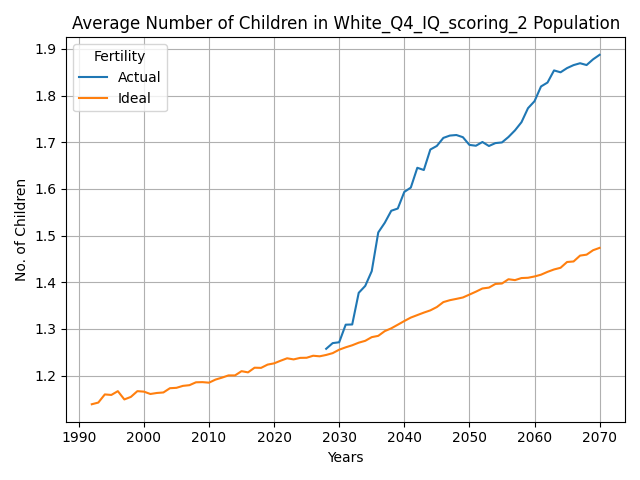 Average Number of Children in White_Q4_IQ_scoring_2 Population
Fertility
Actual
Ideal
No. of Children
1.9
1.8
1.7
1.6
1.5
1.4
1.3
1.2
1990 2000 2010 2020 2030 2040 2050 2060 2070
Years